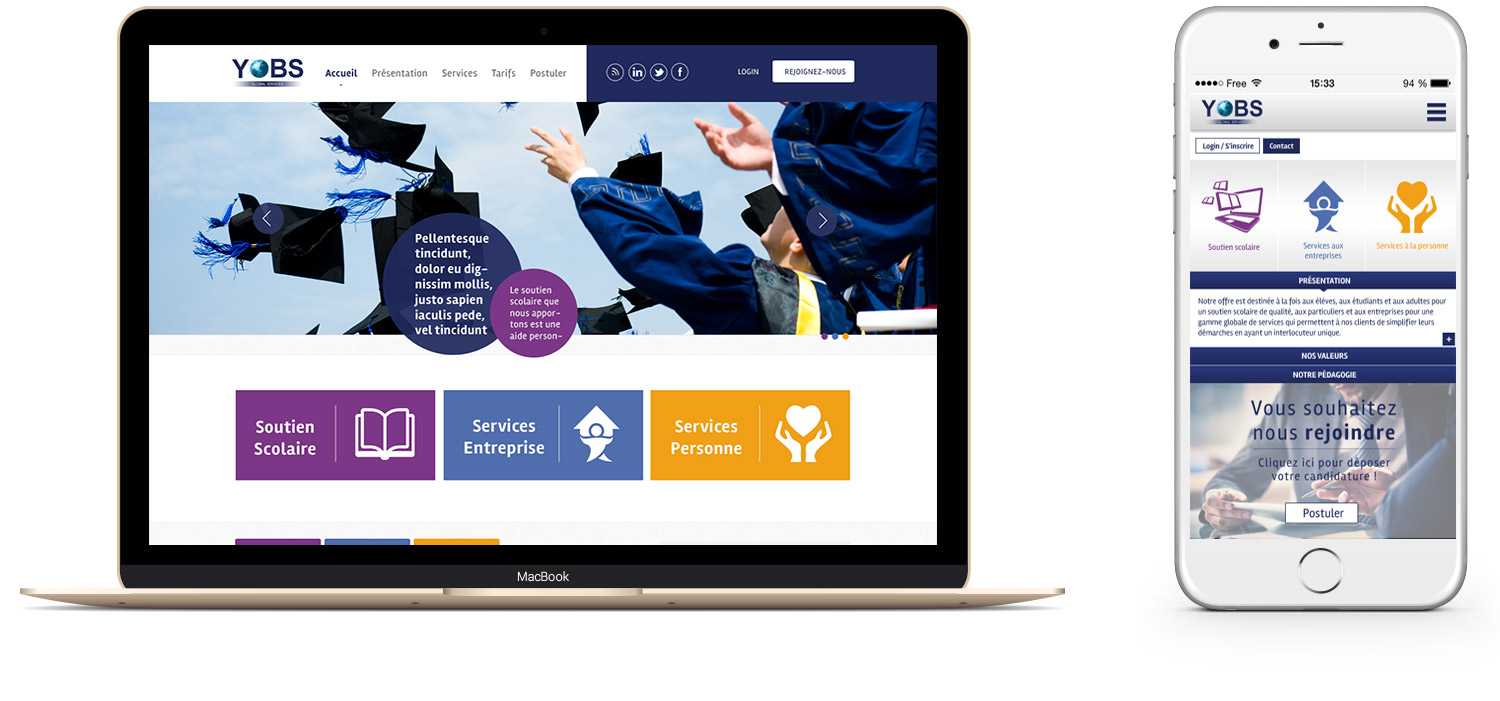 YOBS
GLOBAL SERVICES
Accueil Présentation Services Tarifs Postuler
LOGIN
REJOIGNEZ-NOUS
Pellentesque
tincidunt,
dolor eu dig-
nissim mollis,
justo sapien
iaculis pede,
vel tincidunt
Le soutien
scolaire que
nous appor-
tons est une
aide person-
Soutien
Scolaire
Services
Entreprise
Services
Personne
MacBook
Free 15:33 94 %
YOBS
GLOBAL SERVICES
Login / S'inscrire Contact
Soutien scolaire
Services aux
entreprises
Services à la personne
PRÉSENTATION
Notre offre est destinée à la fois aux élèves, aux étudiants et aux adultes pour
un soutien scolaire de qualité, aux particuliers et aux entreprises pour une
gamme globale de services qui permettent à nos clients de simplifier leurs
démarches en ayant un interlocuteur unique.
+
NOS VALEURS
NOTRE PÉDAGOGIE
Vous souhaitez
nous rejoindre
Cliquez ici pour déposer
votre candidature !
Postuler